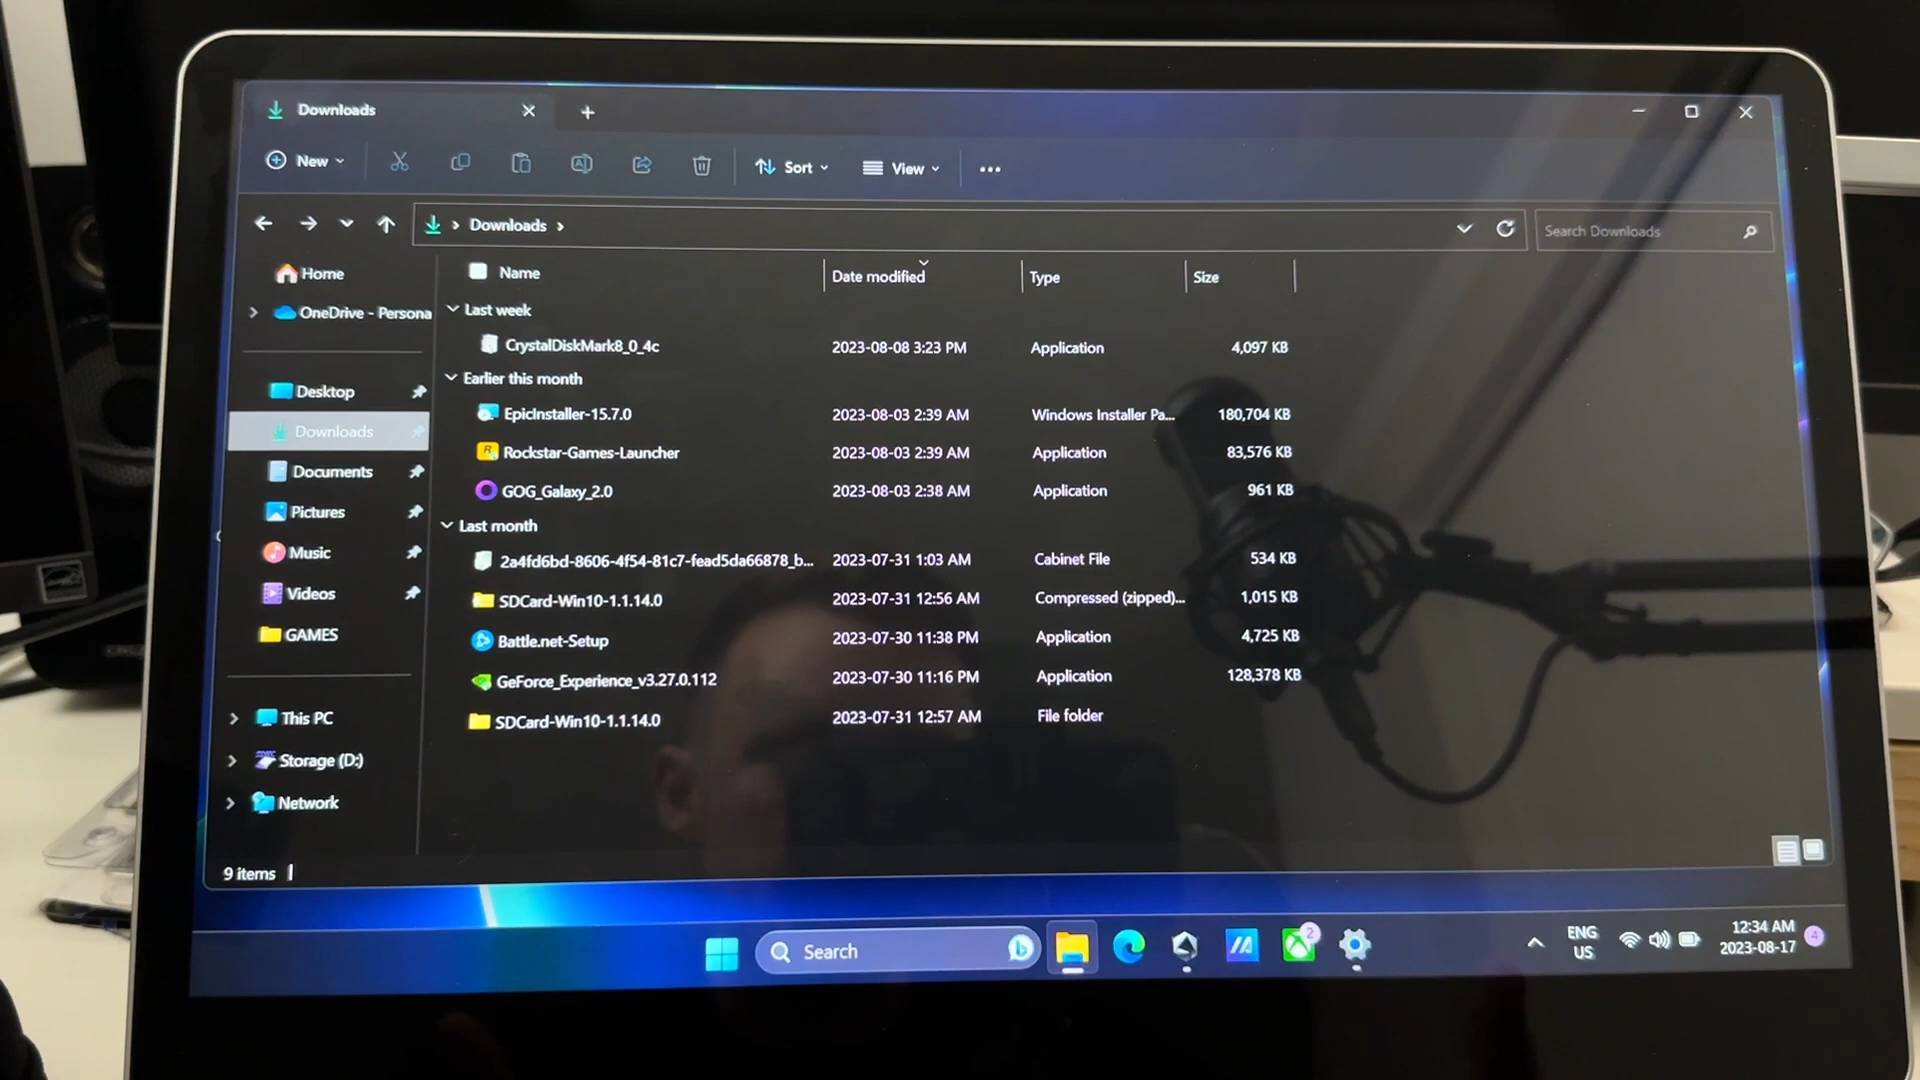 Downloads
New
Sort
View
Downloads
Search Downloads
Home
OneDrive - Persona
Desktop
Downloads
Documents
Pictures
Music
Videos
GAMES
This PC
Storage (D:)
Network
Name Date modified Type Size
Last week
CrystalDiskMark8_0_4c 2023-08-08 3:23 PM Application 4,097 KB
Earlier this month
EpicInstaller-15.7.0 2023-08-03 2:39 AM Windows Installer Pa... 180,704 KB
Rockstar-Games-Launcher 2023-08-03 2:39 AM Application 83,576 KB
GOG_Galaxy_2.0 2023-08-03 2:38 AM Application 961 KB
Last month
2a4fd6bd-8606-4f54-81c7-fead5da66878_b... 2023-07-31 1:03 AM Cabinet File 534 KB
SDCard-Win10-1.1.14.0 2023-07-31 12:56 AM Compressed (zipped)... 1,015 KB
Battle.net-Setup 2023-07-30 11:38 PM Application 4,725 KB
GeForce_Experience_v3.27.0.112 2023-07-30 11:16 PM Application 128,378 KB
SDCard-Win10-1.1.14.0 2023-07-31 12:57 AM File folder
9 items
Search
2
ENG
US
12:34 AM
2023-08-17
4